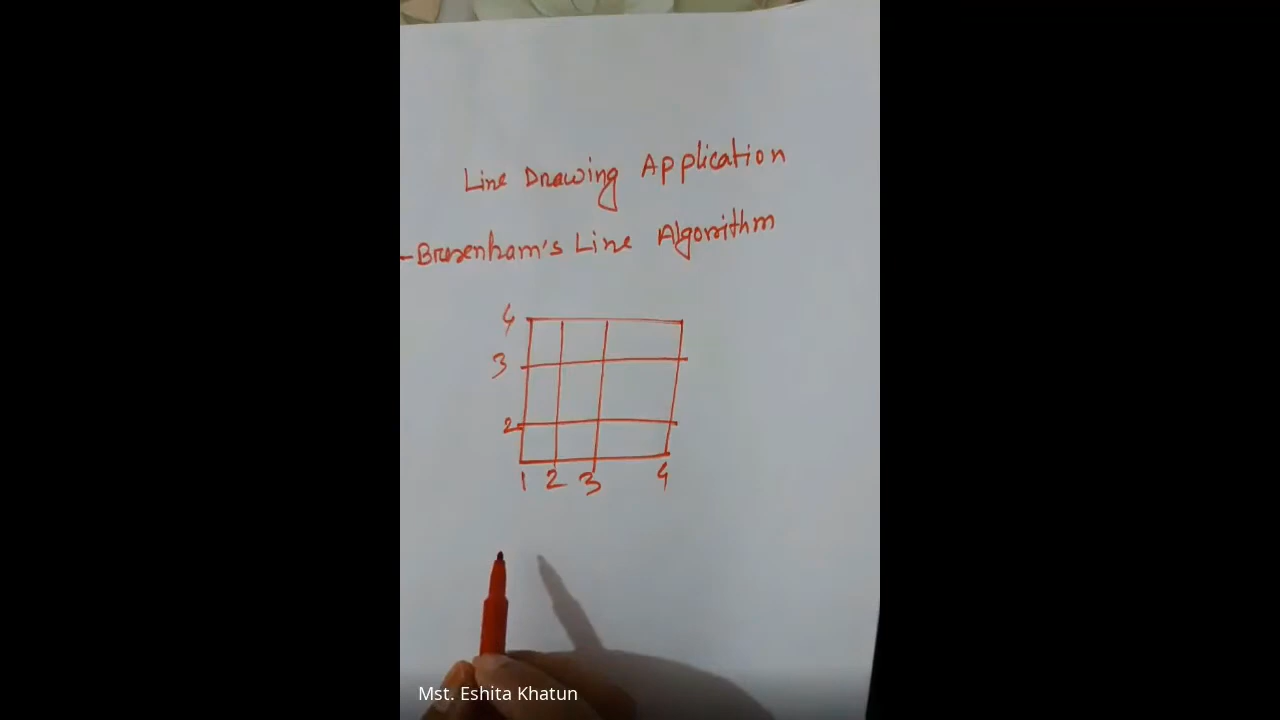 Line Drawing Application
-Bresenham's Line Algorithm
4
3
2
1 2 3 4
Mst. Eshita Khatun